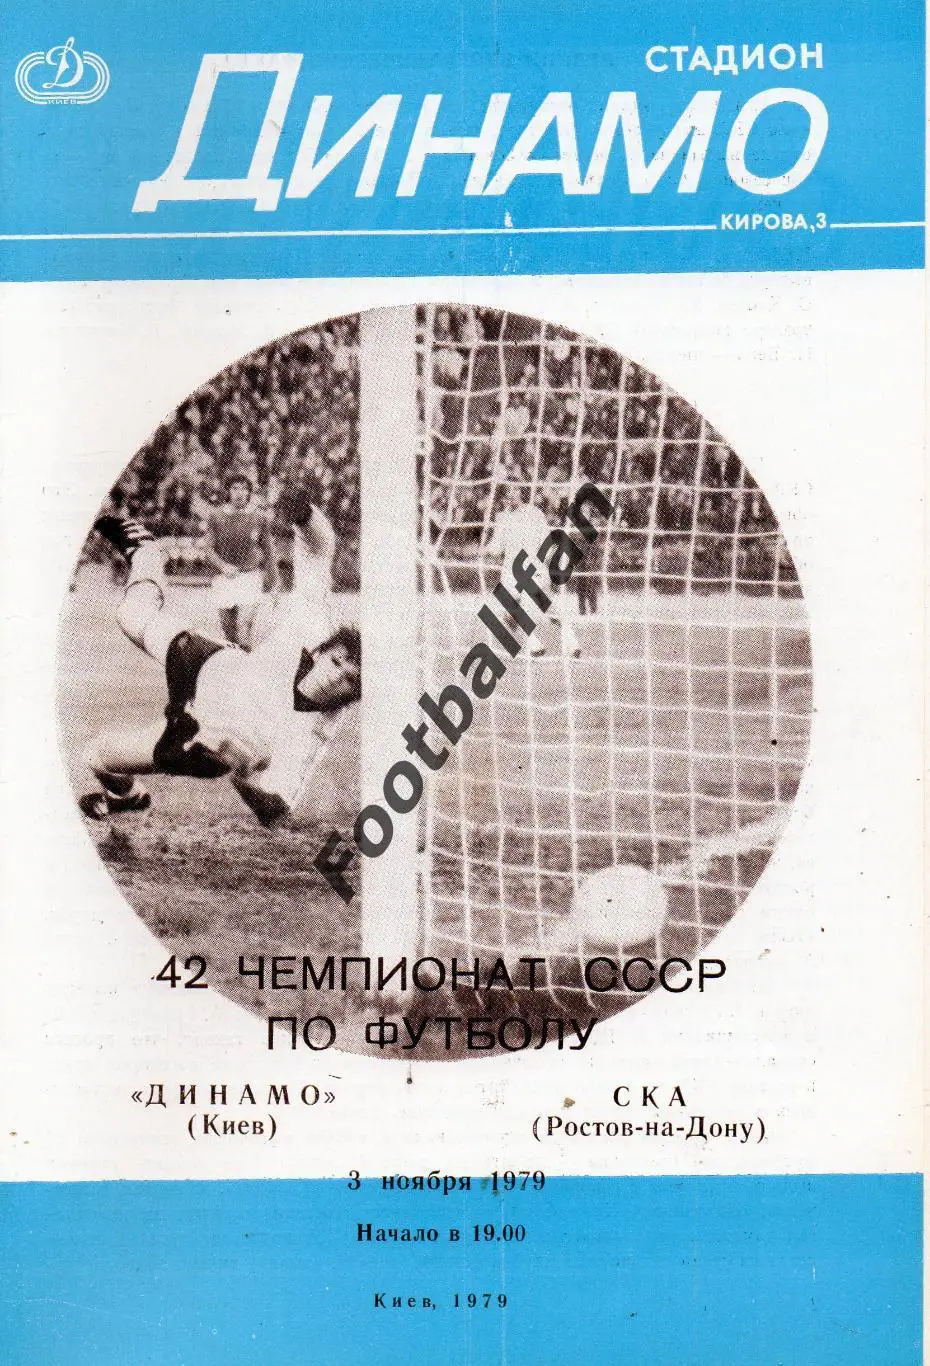 КИЕВ
СТАДИОН
ДИНАМО
КИРОВА, 3
Footballfan
42 ЧЕМПИОНАТ СССР
ПО ФУТБОЛУ
«ДИНАМО»
(Киев)
СКА
(Ростов-на-Дону)
3 ноября 1979
Начало в 19.00
Киев, 1979